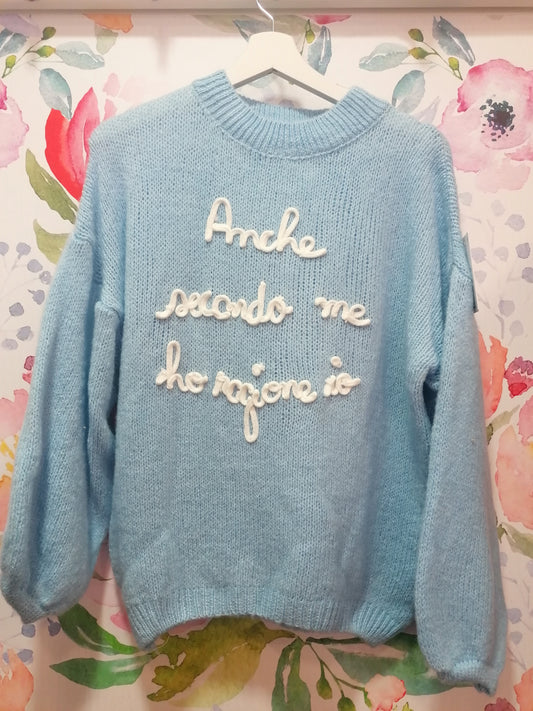 Anche
secondo me
ho ragione io